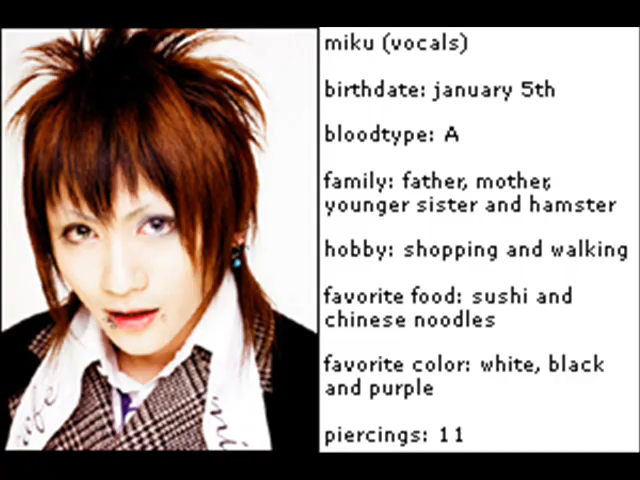 miku (vocals)
birthdate: january 5th
bloodtype: A
family: father, mother,
younger sister and hamster
hobby: shopping and walking
favorite food: sushi and
chinese noodles
favorite color: white, black
and purple
piercings: 11